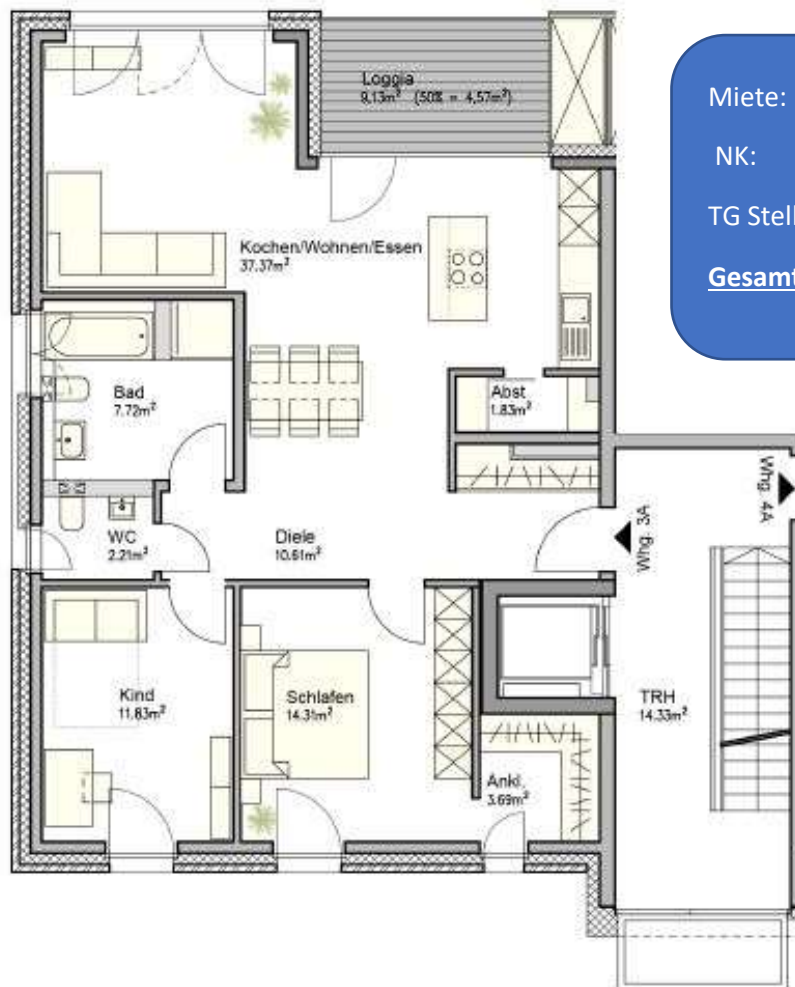 Loggia
9,13m² (50% = 4,57m²)
Miete:
NK:
TG Stell
Gesamt
Kochen/Wohnen/Essen
37.37m²
Bad
7.72m²
Abst
1.83m²
WC
2.21m²
Diele
10.61m²
Whg. 3A
Whg. 4A
Kind
11.83m²
Schlafen
14.31m²
TRH
14.33m²
Ankl.
3.69m²